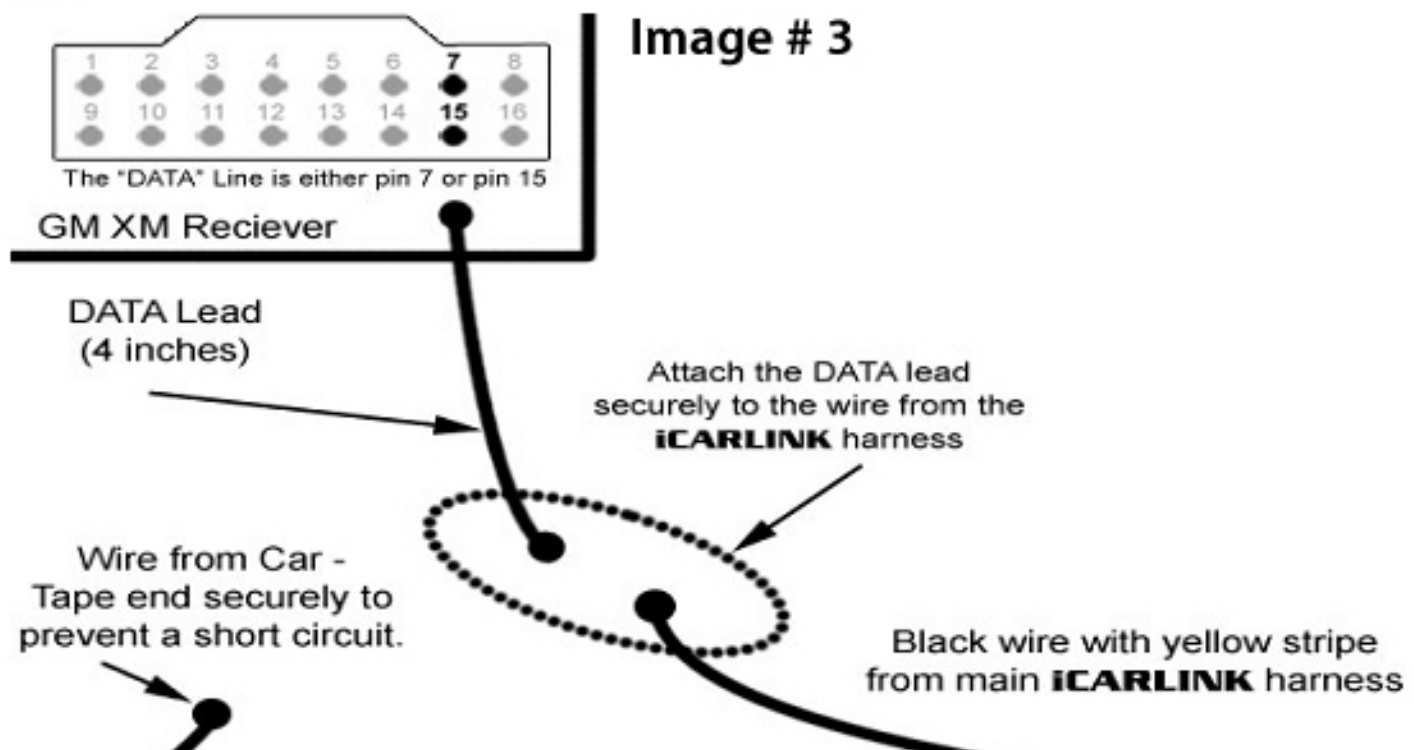 Image # 3
1 2 3 4 5 6 7 8
9 10 11 12 13 14 15 16
The "DATA" Line is either pin 7 or pin 15
GM XM Reciever
DATA Lead
(4 inches)
Attach the DATA lead
securely to the wire from the
iCARLINK harness
Wire from Car -
Tape end securely to
prevent a short circuit.
Black wire with yellow stripe
from main iCARLINK harness